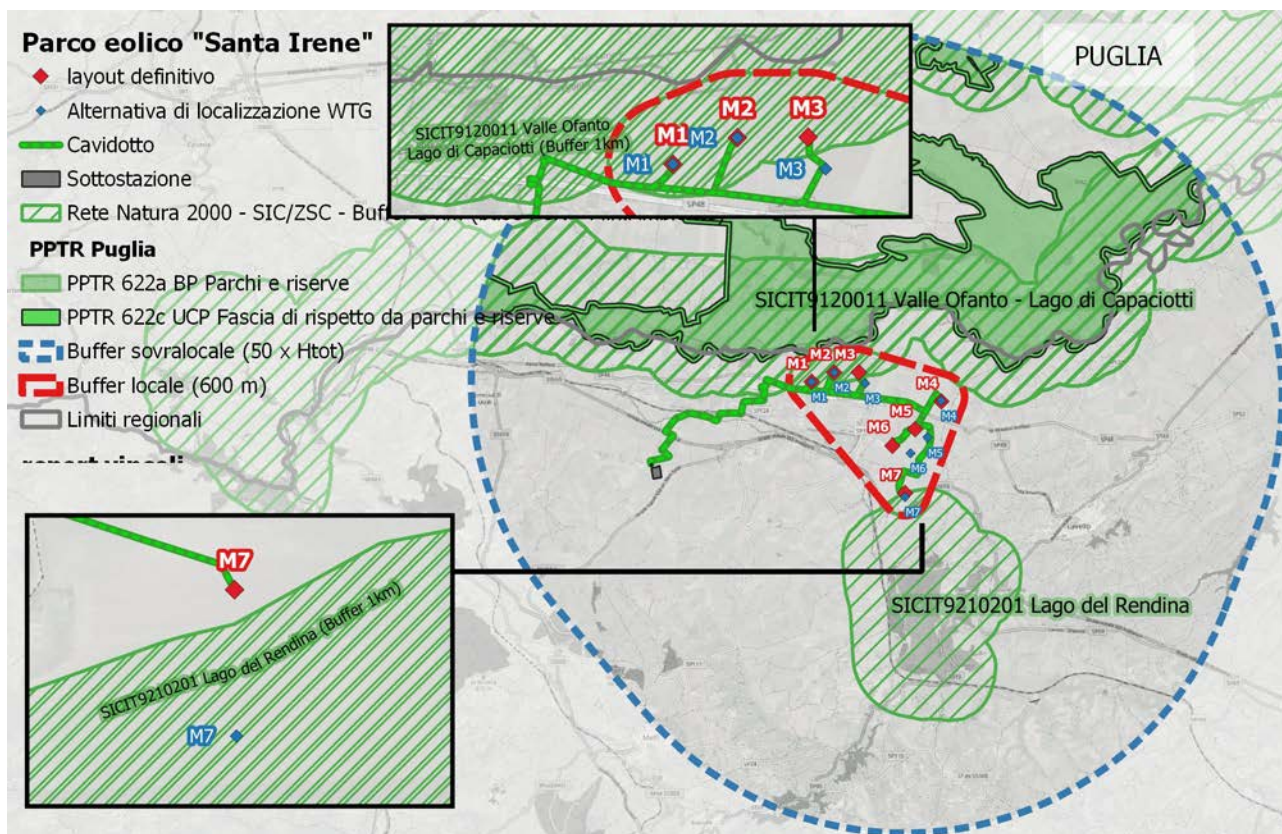 Parco eolico "Santa Irene"
layout definitivo
Alternativa di localizzazione WTG
Cavidotto
Sottostazione
Rete Natura 2000 - SIC/ZSC
PPTR Puglia
PPTR 622a BP Parchi e riserve
PPTR 622c UCP Fascia di rispetto da parchi e riserve
Buffer sovralocale (50 x Htot)
Buffer locale (600 m)
Limiti regionali
PUGLIA
M2 M3
SICIT9120011 Valle Ofanto
M1 M2
Lago di Capaciotti (Buffer 1km)
M1
M3
SP48
SICIT9120011 Valle Ofanto - Lago di Capaciotti
M1 M2 M3
M1 M2 M3
M4
M4
M5
M6
M5
M6
M7
M7
Lavello
SICIT9210201 Lago del Rendina
M7
SICIT9210201 Lago del Rendina (Buffer 1km)
M7